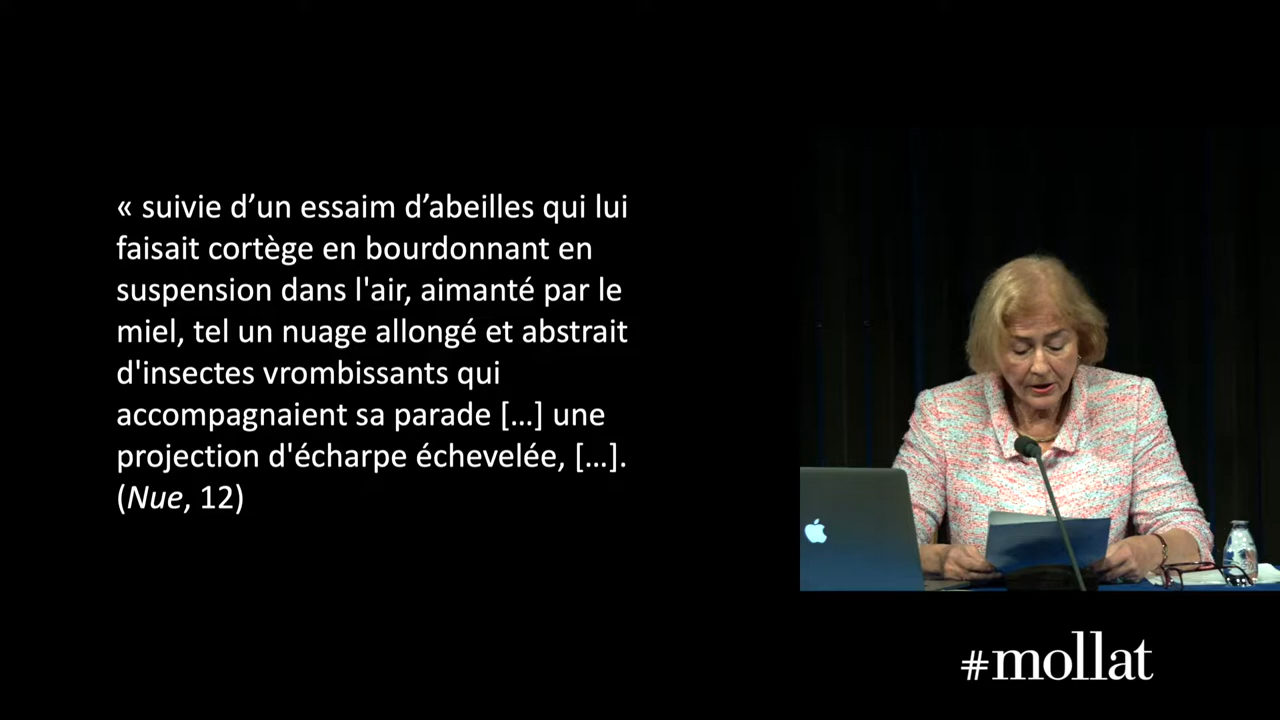 « suivie d’un essaim d’abeilles qui lui
faisait cortège en bourdonnant en
suspension dans l'air, aimanté par le
miel, tel un nuage allongé et abstrait
d'insectes vrombissants qui
accompagnaient sa parade […] une
projection d'écharpe échevelée, […].
(Nue, 12)
#mollat